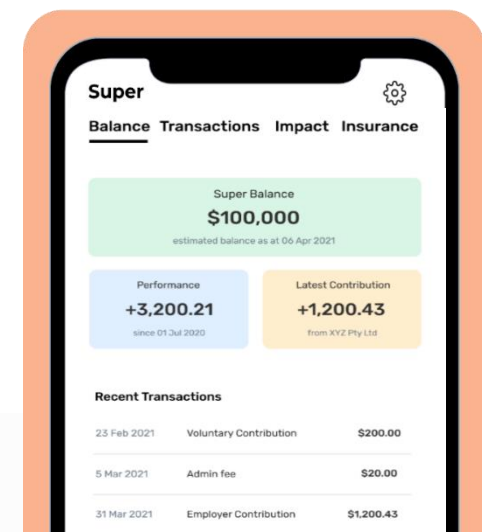 Super
Balance Transactions Impact Insurance
Super Balance
$100,000
estimated balance as at 06 Apr 2021
Performance
+3,200.21
since 01 Jul 2020
Latest Contribution
+1,200.43
from XYZ Pty Ltd
Recent Transactions
23 Feb 2021 Voluntary Contribution $200.00
5 Mar 2021 Admin fee $20.00
31 Mar 2021 Employer Contribution $1,200.43